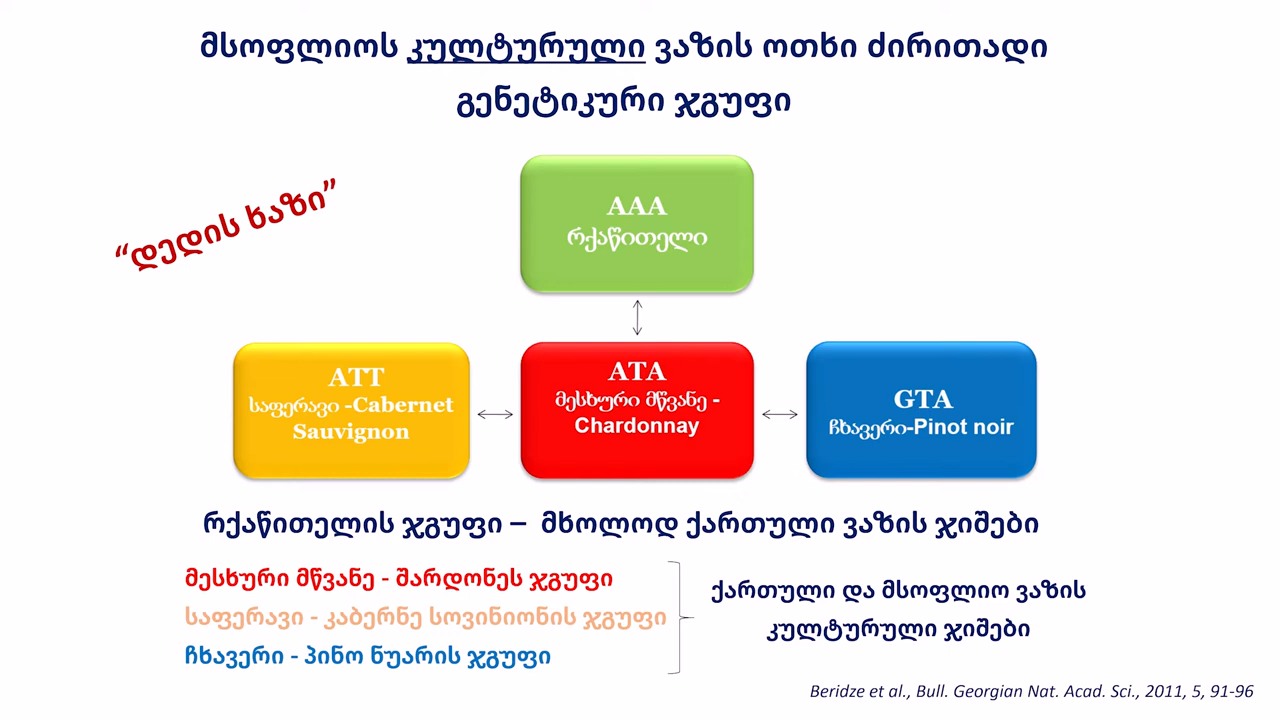 მსოფლიოს კულტურული ვაზის ოთხი ძირითადი
გენეტიკური ჯგუფი
“დედის ხაზი”
AAA
რქაწითელი
ATT
საფერავი -Cabernet
Sauvignon
ATA
მესხური მწვანე -
Chardonnay
GTA
ჩხავერი-Pinot noir
რქაწითელის ჯგუფი – მხოლოდ ქართული ვაზის ჯიშები
მესხური მწვანე - შარდონეს ჯგუფი
საფერავი - კაბერნე სოვინიონის ჯგუფი
ჩხავერი - პინო ნუარის ჯგუფი
ქართული და მსოფლიო ვაზის
კულტურული ჯიშები
Beridze et al., Bull. Georgian Nat. Acad. Sci., 2011, 5, 91-96